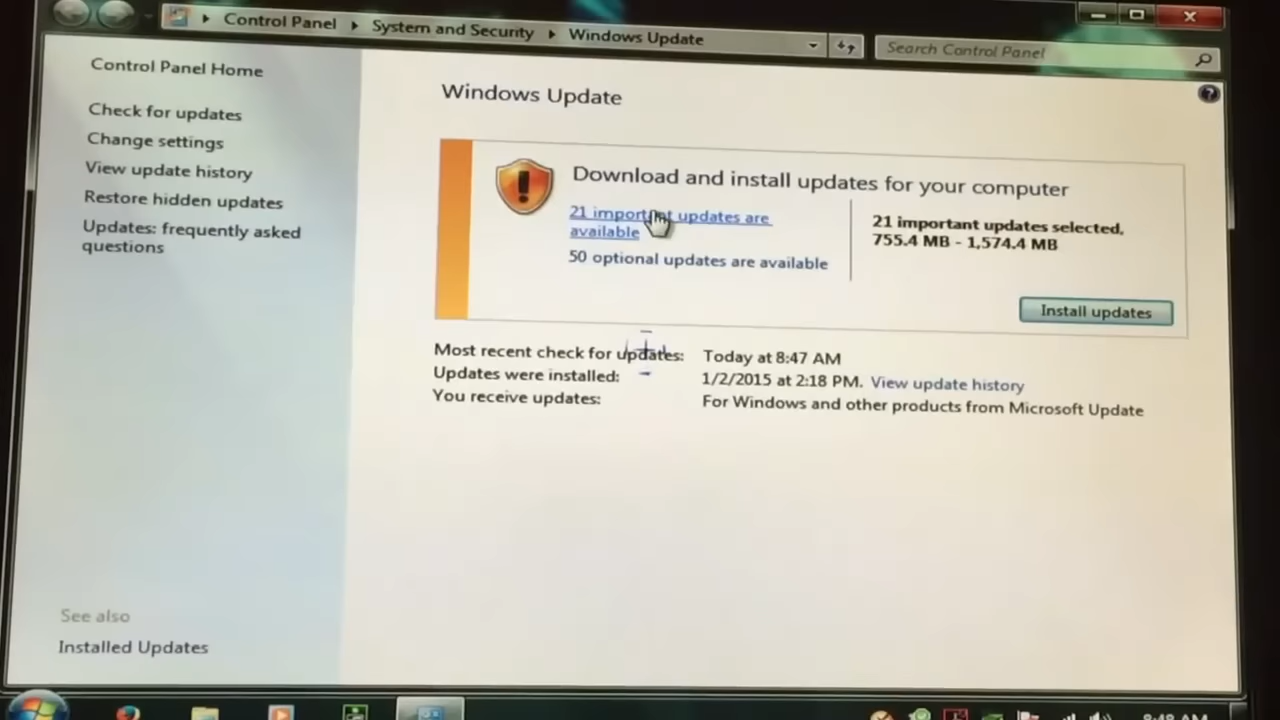 Control Panel ▸ System and Security ▸ Windows Update
Search Control Panel
Control Panel Home
Check for updates
Change settings
View update history
Restore hidden updates
Updates: frequently asked
questions
See also
Installed Updates
Windows Update
Download and install updates for your computer
21 important updates are
available
50 optional updates are available
21 important updates selected,
755.4 MB - 1,574.4 MB
Install updates
Most recent check for updates: Today at 8:47 AM
Updates were installed: 1/2/2015 at 2:18 PM. View update history
You receive updates: For Windows and other products from Microsoft Update